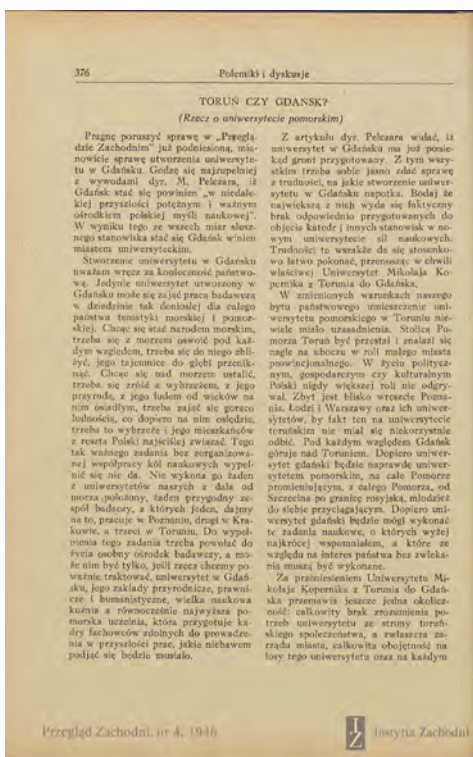 376
Polemiki i dyskusje
TORUŃ CZY GDAŃSK?
(Rzecz o uniwersytecie pomorskim)
Pragnę poruszyć sprawę w „Przeglą-
dzie Zachodnim" już podniesioną, mia-
nowicie sprawę utworzenia uniwersyte-
tu w Gdańsku. Godzę się najzupełniej
z wywodami dyr. M. Pelczara, iż
Gdańsk stać się powinien „w niedale-
kiej przyszłości potężnym i ważnym
ośrodkiem polskiej myśli naukowej".
W wyniku tego ze wszech miar słusz-
nego stanowiska stać się Gdańsk winien
miastem uniwersyteckim.
Stworzenie uniwersytetu w Gdańsku
uważam wręcz za konieczność państwo-
wą. Jedynie uniwersytet utworzony w
Gdańsku może się zająć pracą badawczą
w dziedzinie tak doniosłej dla całego
państwa tematyki morskiej i pomor-
skiej. Chcąc się stać narodem morskim,
trzeba się z morzem oswoić pod każ-
dym względem, trzeba się do niego zbli-
żyć, jego tajemnice do głębi przenik-
nąć. Chcąc się nad morzem ustalić,
trzeba się zróść z wybrzeżem, z jego
przyrodą, z jego ludem od wieków na
nim osiadłym, trzeba zająć się gorąco
ludnością, co dopiero na nim osiędzie,
trzeba to wybrzeże i jego mieszkańców
z resztą Polski najściślej związać. Tego
tak ważnego zadania bez zorganizowa-
nej współpracy kół naukowych wypeł-
nić się nie da. Nie wykona go żaden
z uniwersytetów naszych z dala od
morza położony, żaden przygodny ze-
spół badaczy, z których jeden, dajmy
na to, pracuje w Poznaniu, drugi w Kra-
kowie, a trzeci w Toruniu. Do wypeł-
nienia tego zadania trzeba powołać do
życia osobny ośrodek badawczy, a mo-
że nim być tylko, jeśli rzecz chcemy po-
ważnie traktować, uniwersytet w Gdań-
sku, jego zakłady przyrodnicze, prawni-
cze i humanistyczne, wielka naukowa
kuźnia a równocześnie najwyższa po-
morska uczelnia, która przygotuje ka-
dry fachowców zdolnych do prowadze-
nia w przyszłości prac, jakie niebawem
podjąć się będzie musiało.
Z artykułu dyr. Pelczara widać, iż
uniwersytet w Gdańsku ma już ponie-
kąd grunt przygotowany. Z tym wszy-
stkim trzeba sobie jasno zdać sprawę
z trudności, na jakie stworzenie uniwer-
sytetu w Gdańsku napotka. Bodaj że
największą z nich wyda się faktyczny
brak odpowiednio przygotowanych do
objęcia katedr i innych stanowisk w no-
wym uniwersytecie sił naukowych.
Trudności te wszakże da się stosunko-
wo łatwo pokonać, przenosząc w chwili
właściwej Uniwersytet Mikołaja Ko-
pernika z Torunia do Gdańska.
W zmienionych warunkach naszego
bytu państwowego umieszczenie uni-
wersytetu pomorskiego w Toruniu nie-
wiele miało uzasadnienia. Stolicą Po-
morza Toruń być przestał i znalazł się
nagle na uboczu w roli małego miasta
prowincjonalnego. W życiu politycz-
nym, gospodarczym czy kulturalnym
Polski nigdy większej roli nie odgry-
wał. Zbyt jest blisko wreszcie Pozna-
nia, Łodzi i Warszawy oraz ich uniwer-
sytetów, by fakt ten na uniwersytecie
toruńskim nie miał się niekorzystnie
odbić. Pod każdym względem Gdańsk
góruje nad Toruniem. Dopiero uniwer-
sytet gdański będzie naprawdę uniwer-
sytetem pomorskim, na całe Pomorze
promieniującym, z całego Pomorza, od
Szczecina po granicę rosyjską, młodzież
do siebie przyciągającym. Dopiero uni-
wersytet gdański będzie mógł wykonać
te zadania naukowe, o których wyżej
najkrócej wspomniałem, a które ze
względu na interes państwa bez zwleka-
nia muszą być wykonane.
Za przeniesieniem Uniwersytetu Mi-
kołaja Kopernika z Torunia do Gdań-
ska przemawia jeszcze jedna okolicz-
ność: całkowity brak zrozumienia po-
trzeb uniwersytetu ze strony toruń-
skiego społeczeństwa, a zwłaszcza za-
rządu miasta, całkowita obojętność na
losy tego uniwersytetu oraz na każdym
Przegląd Zachodni, nr 4, 1946
IZ Instytut Zachodni